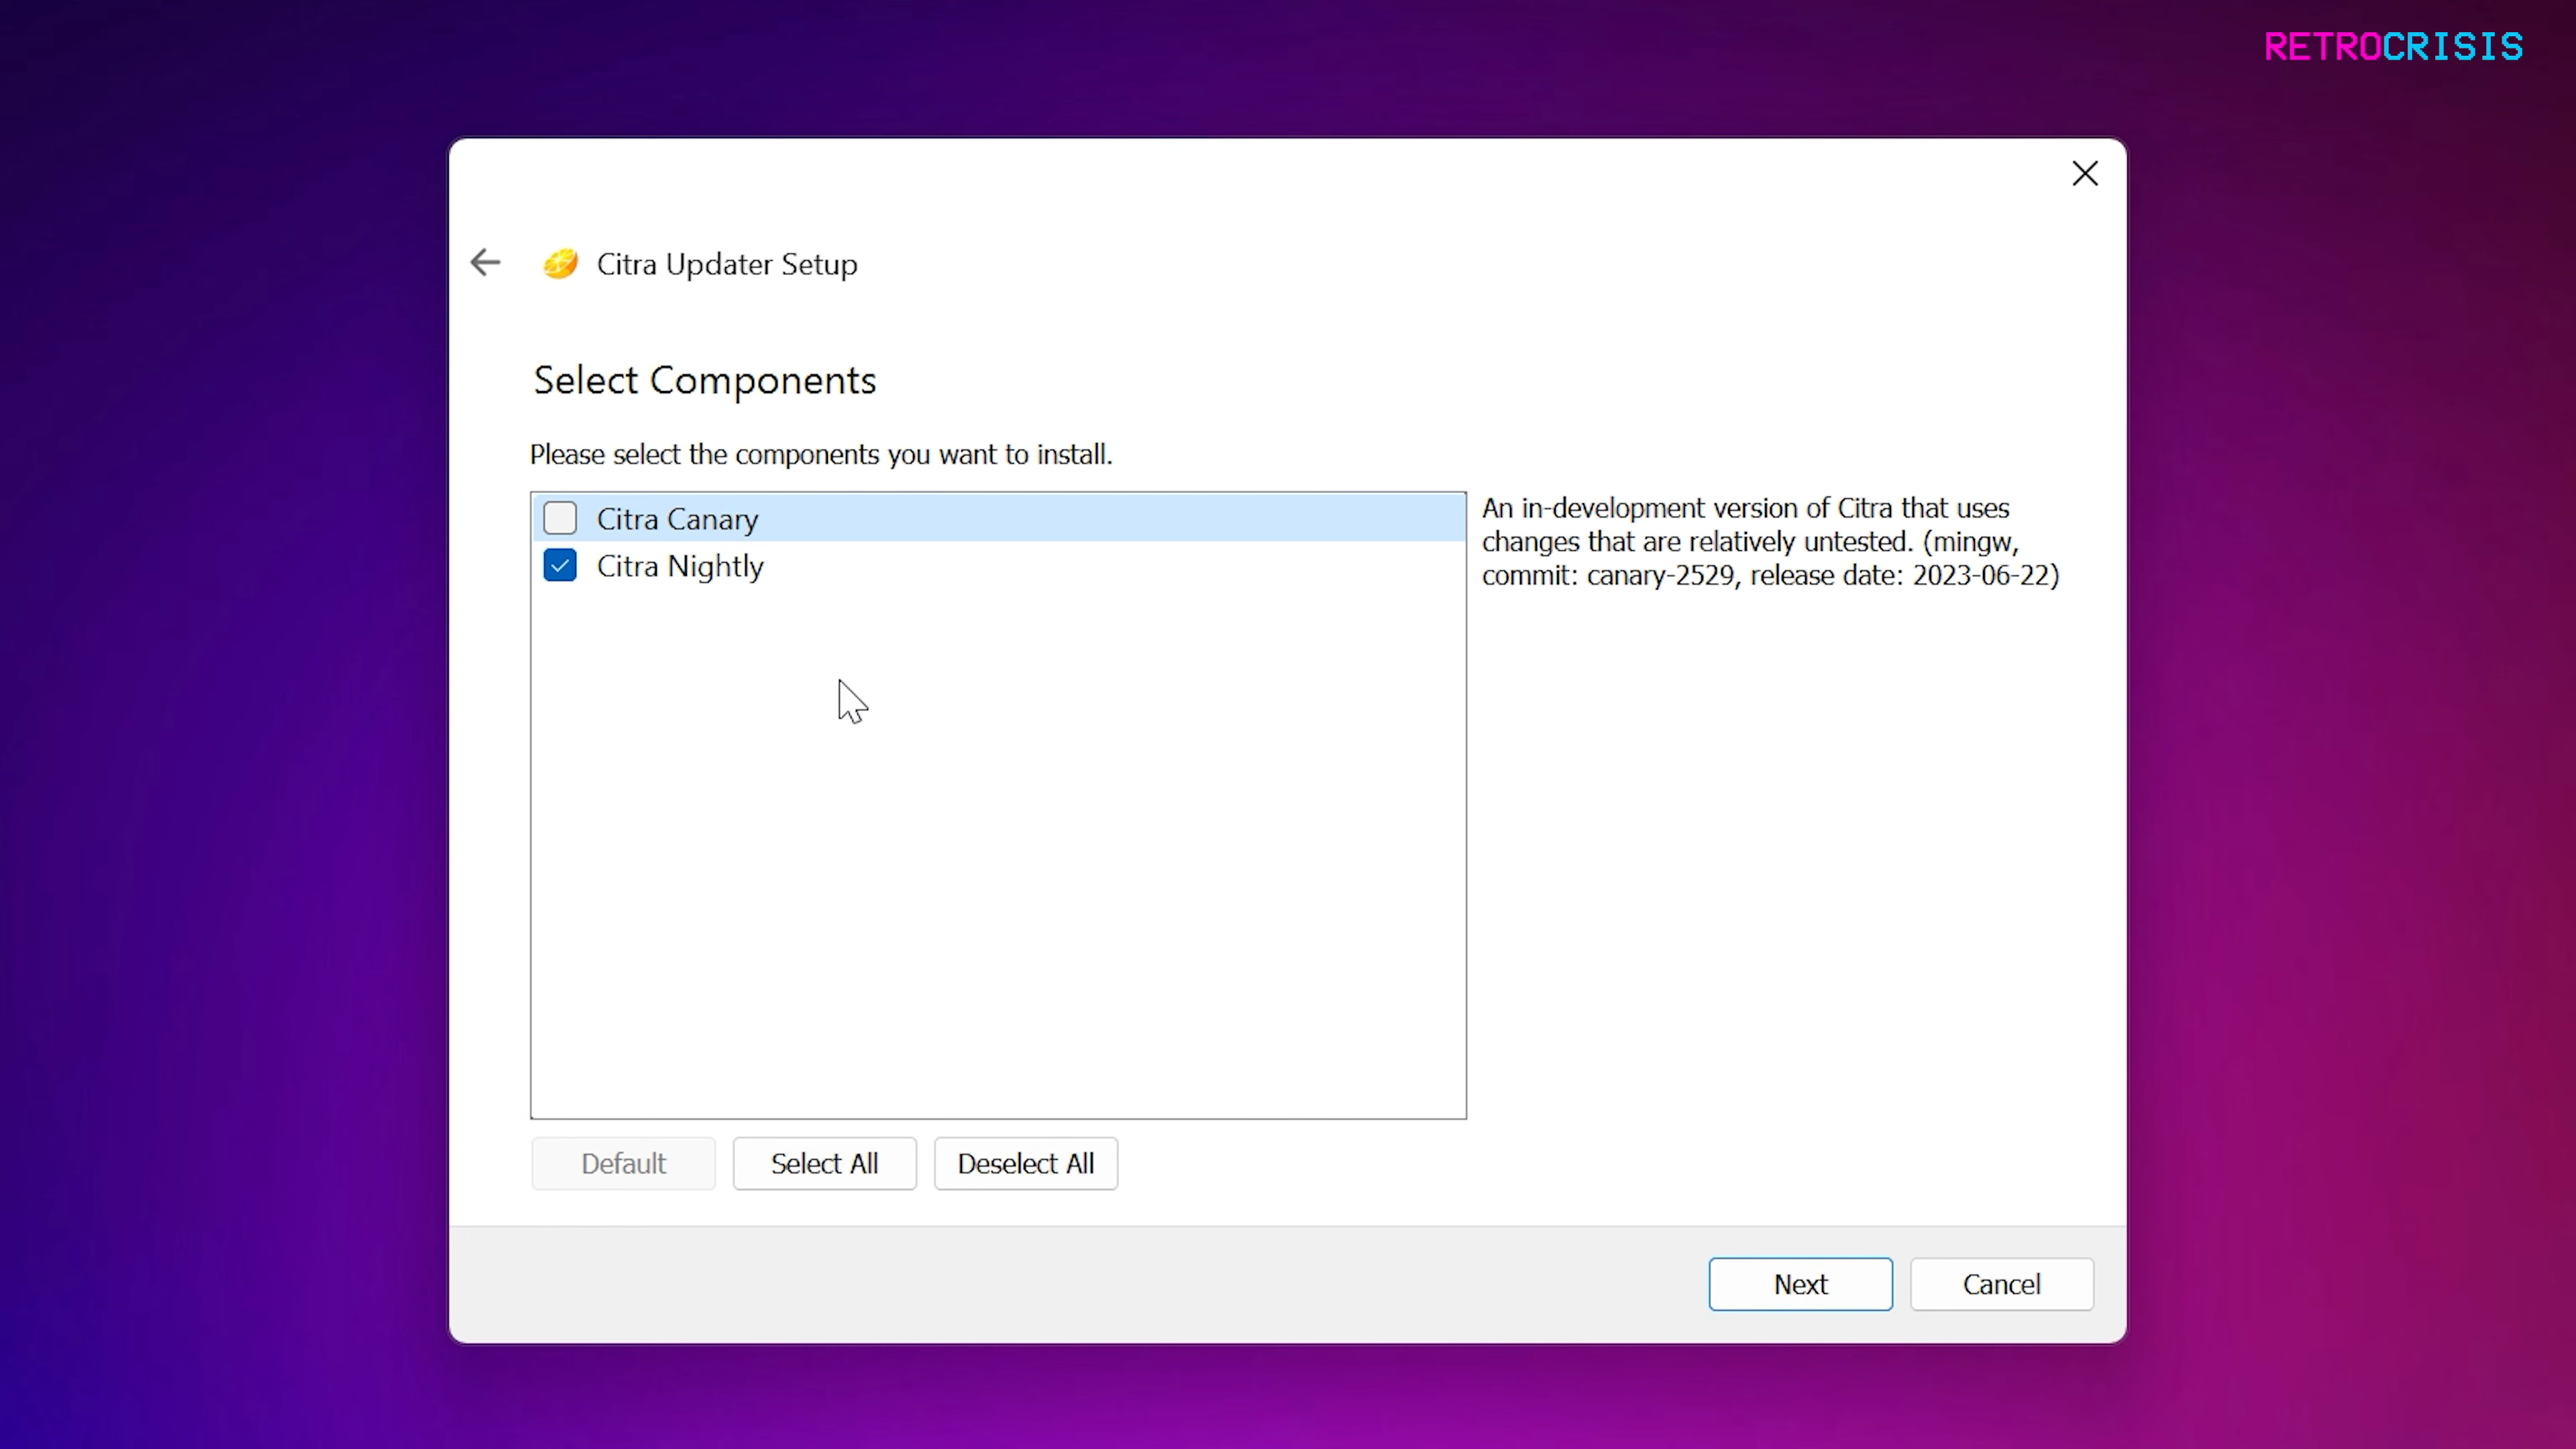 RETROCRISIS
Citra Updater Setup
Select Components
Please select the components you want to install.
Citra Canary
Citra Nightly
An in-development version of Citra that uses
changes that are relatively untested. (mingw,
commit: canary-2529, release date: 2023-06-22)
Default
Select All
Deselect All
Next
Cancel